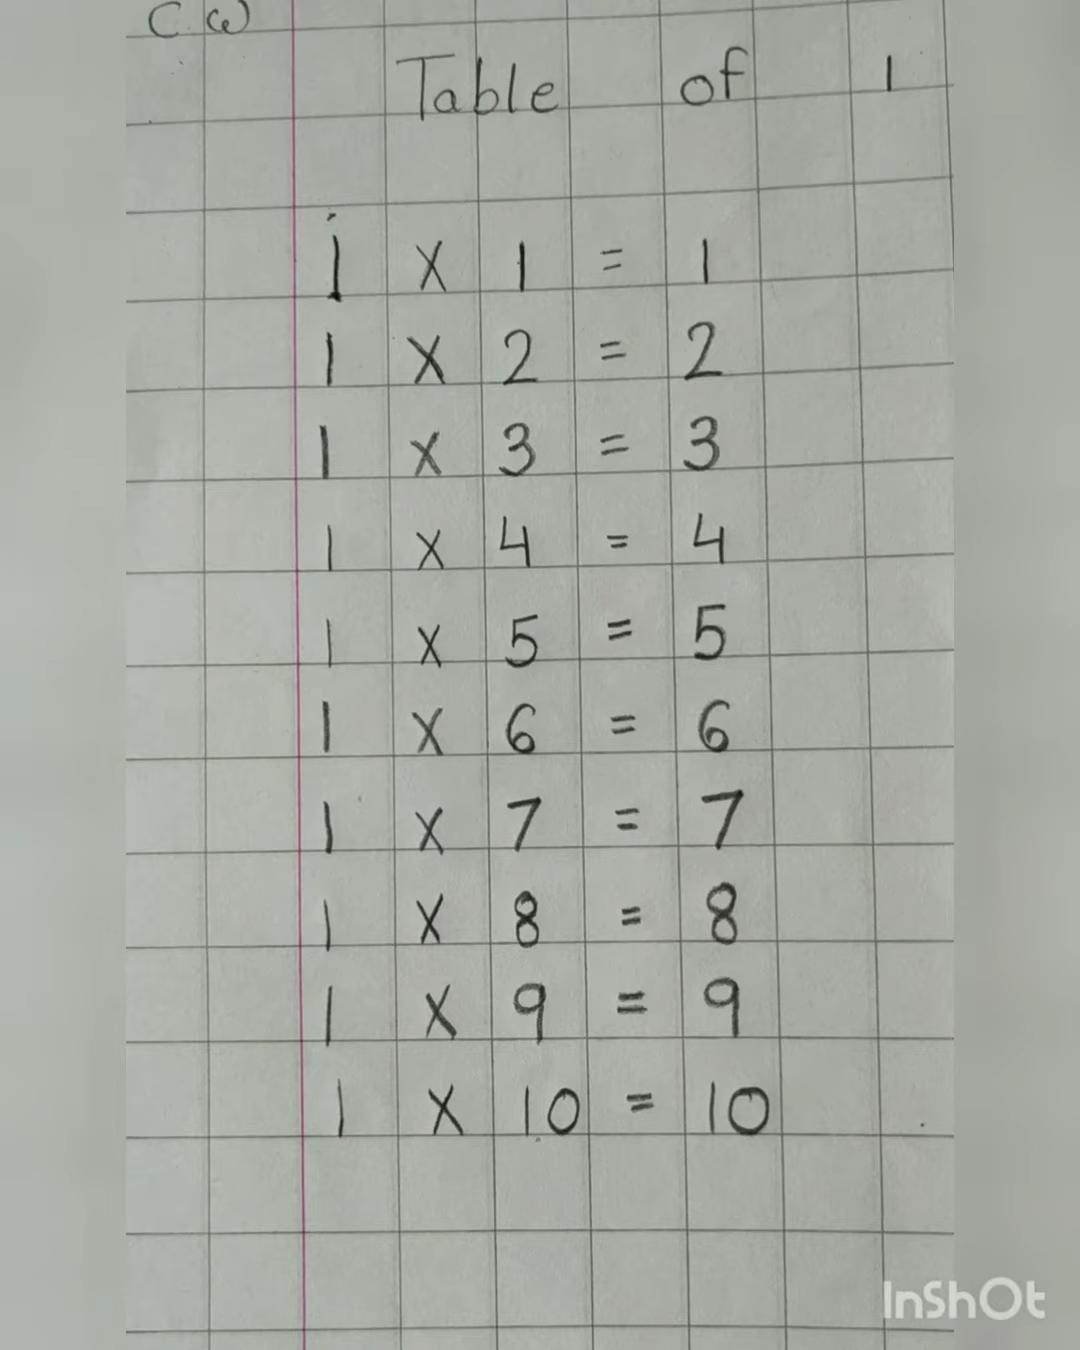 C.W
Table of 1
1 X 1 = 1
1 X 2 = 2
1 X 3 = 3
1 X 4 = 4
1 X 5 = 5
1 X 6 = 6
1 X 7 = 7
1 X 8 = 8
1 X 9 = 9
1 X 10 = 10
InShOt